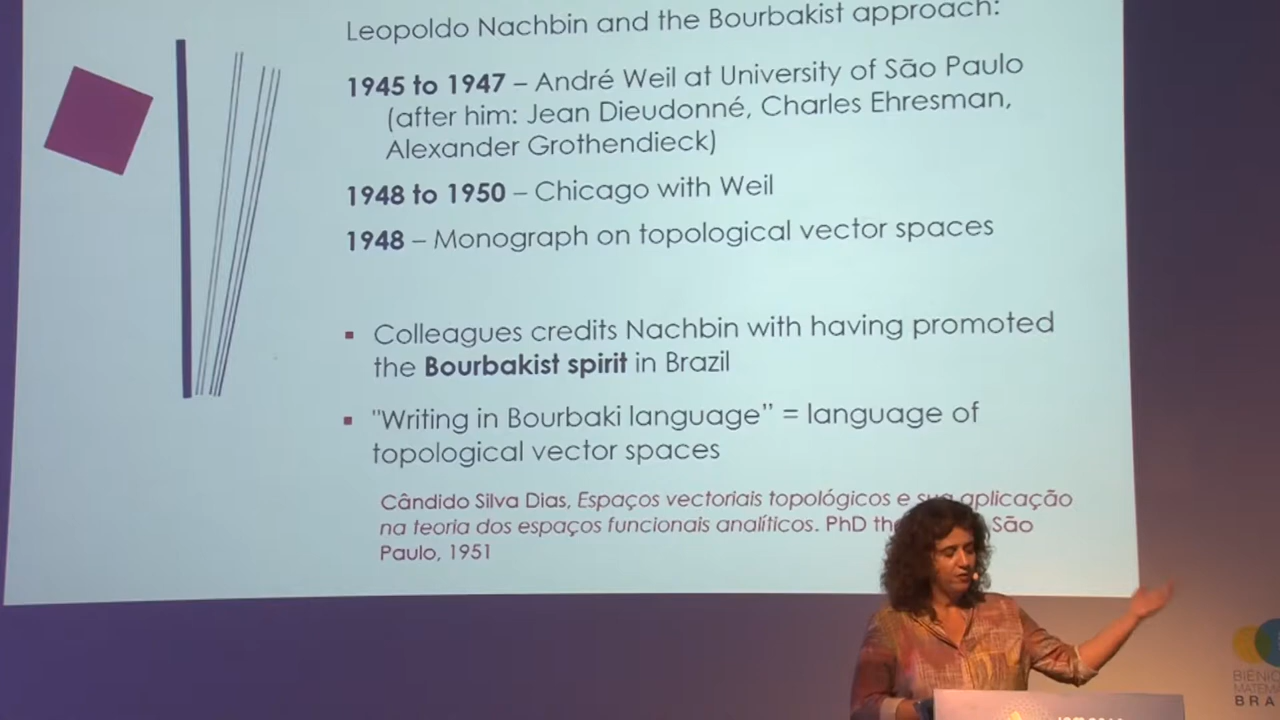 Leopoldo Nachbin and the Bourbakist approach:
1945 to 1947 – André Weil at University of São Paulo
(after him: Jean Dieudonné, Charles Ehresman,
Alexander Grothendieck)
1948 to 1950 – Chicago with Weil
1948 – Monograph on topological vector spaces
▪ Colleagues credits Nachbin with having promoted
the Bourbakist spirit in Brazil
▪ "Writing in Bourbaki language” = language of
topological vector spaces
Cândido Silva Dias, Espaços vectoriais topológicos e sua aplicação
na teoria dos espaços funcionais analíticos. PhD São
Paulo, 1951